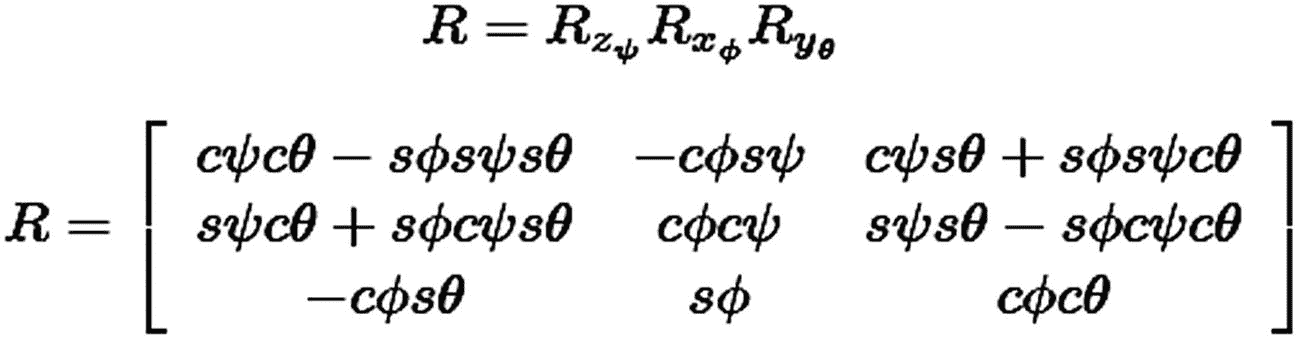 R = R_{z_ψ} R_{x_ϕ} R_{y_θ}
R = [ cψcθ − sϕsψsθ   −cϕsψ   cψsθ + sϕsψcθ
sψcθ + sϕcψsθ   cϕcψ   sψsθ − sϕcψcθ
−cϕsθ   sϕ   cϕcθ ]